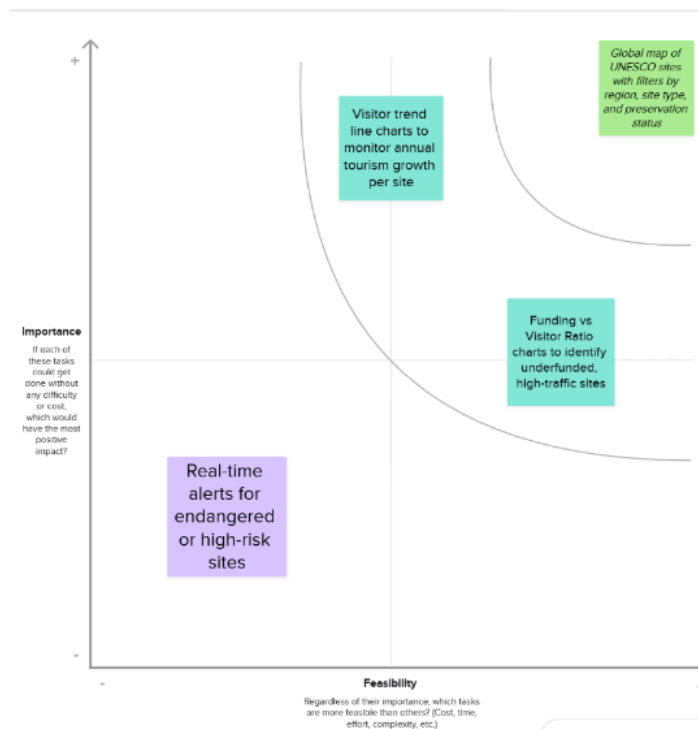 +
Global map of
UNESCO sites
with filters by
region, site type,
and preservation
status
Visitor trend
line charts to
monitor annual
tourism growth
per site
Funding vs
Visitor Ratio
charts to identify
underfunded,
high-traffic sites
Importance
If each of
these tasks
could get
done without
any difficulty
or cost,
which would
have the most
positive
impact?
Real-time
alerts for
endangered
or high-risk
sites
-
-
Feasibility
Regardless of their importance, which tasks
are more feasible than others? (Cost, time,
effort, complexity, etc.)